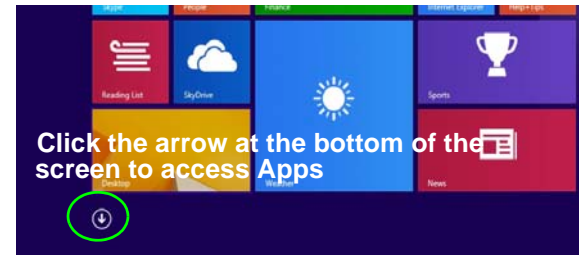 Skype People Finance Internet Explorer Help+Tips
Reading List SkyDrive Sports
Click the arrow at the bottom of the
screen to access Apps
Desktop Weather News